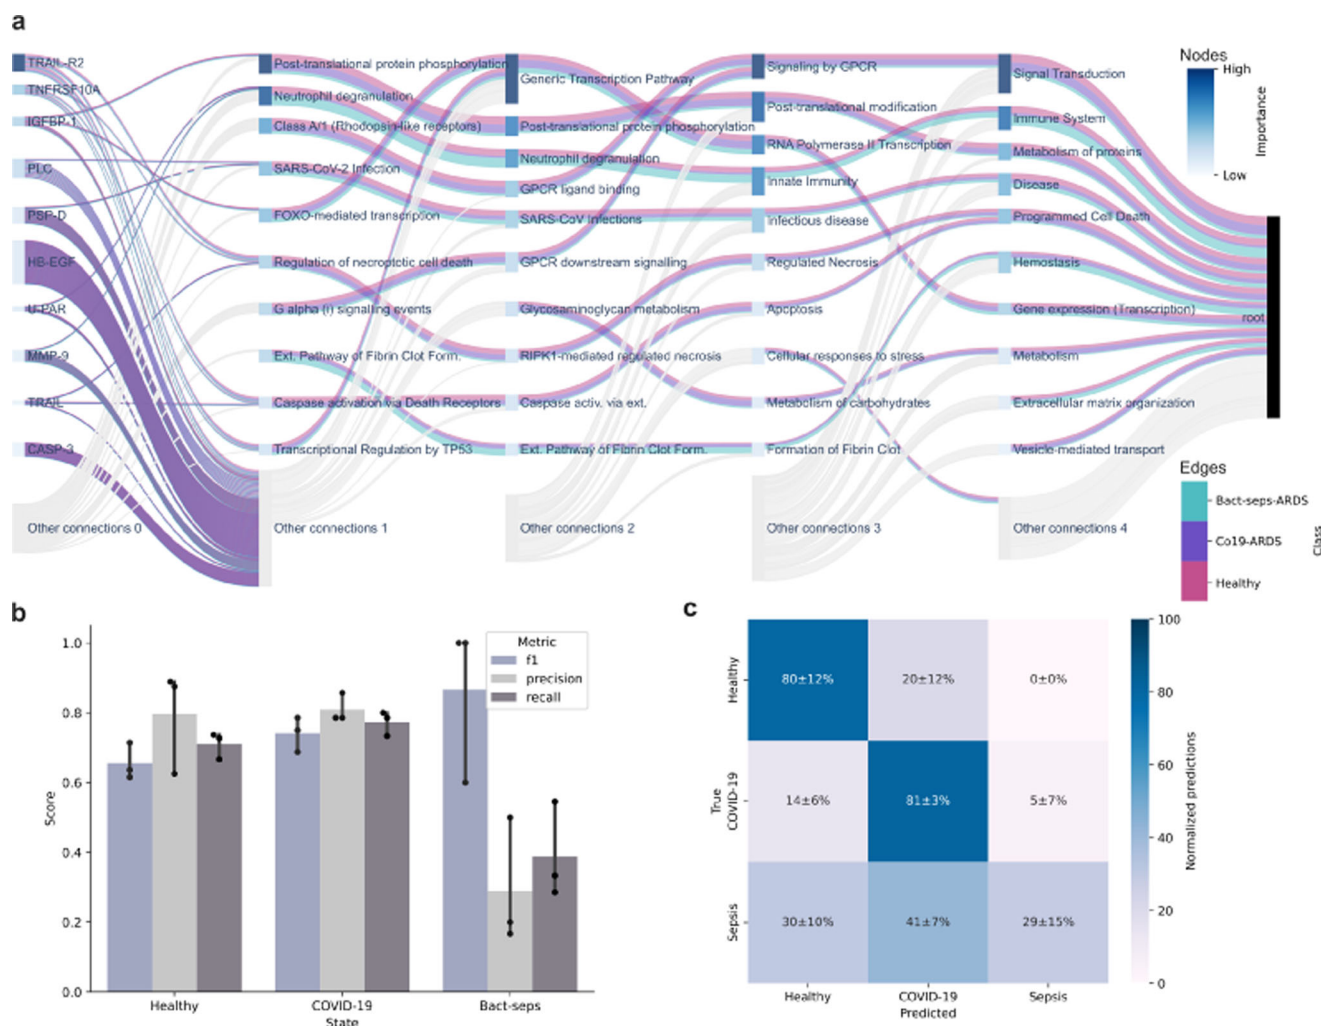 a
TRAIL-R2
TNFRSF10A
IGFBP-1
PLC
PSP-D
HB-EGF
U-PAR
MMP-9
TRAIL
CASP-3
Other connections 0
Post-translational protein phosphorylation
Neutrophil degranulation
Class A/1 (Rhodopsin-like receptors)
SARS-CoV-2 Infection
FOXO-mediated transcription
Regulation of necroptotic cell death
G alpha (i) signalling events
Ext. Pathway of Fibrin Clot Form.
Caspase activation via Death Receptors
Transcriptional Regulation by TP53
Other connections 1
Generic Transcription Pathway
Post-translational protein phosphorylation
Neutrophil degranulation
GPCR ligand binding
SARS-CoV Infections
GPCR downstream signalling
Glycosaminoglycan metabolism
RIPK1-mediated regulated necrosis
Caspase activ. via ext.
Ext. Pathway of Fibrin Clot Form.
Other connections 2
Signaling by GPCR
Post-translational modification
RNA Polymerase II Transcription
Innate Immunity
Infectious disease
Regulated Necrosis
Apoptosis
Cellular responses to stress
Metabolism of carbohydrates
Formation of Fibrin Clot
Other connections 3
Signal Transduction
Immune System
Metabolism of proteins
Disease
Programmed Cell Death
Hemostasis
Gene expression (Transcription)
Metabolism
Extracellular matrix organization
Vesicle-mediated transport
Other connections 4
root
Nodes
High
Low
Importance
Edges
Bact-seps-ARDS
Co19-ARDS
Healthy
Class
b
Score
1.0
0.8
0.6
0.4
0.2
0.0
Metric
f1
precision
recall
Healthy
COVID-19
Bact-seps
State
c
True
Healthy
COVID-19
Sepsis
80±12%
20±12%
0±0%
14±6%
81±3%
5±7%
30±10%
41±7%
29±15%
Healthy
COVID-19
Sepsis
Predicted
100
80
60
40
20
0
Normalized predictions